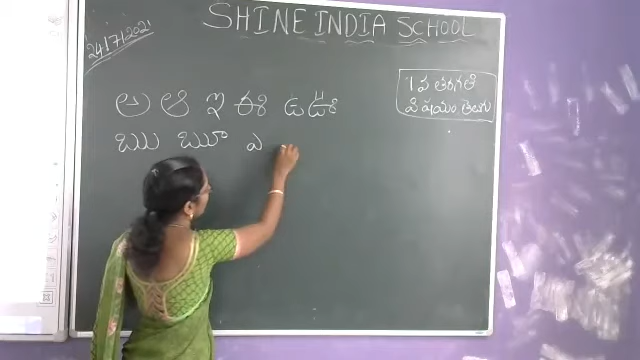 SHINE INDIA SCHOOL
24/7/2021
1వ తరగతి
విషయం తెలుగు
అ ఆ ఇ ఈ ఉ ఊ
ఋ ౠ ఎ